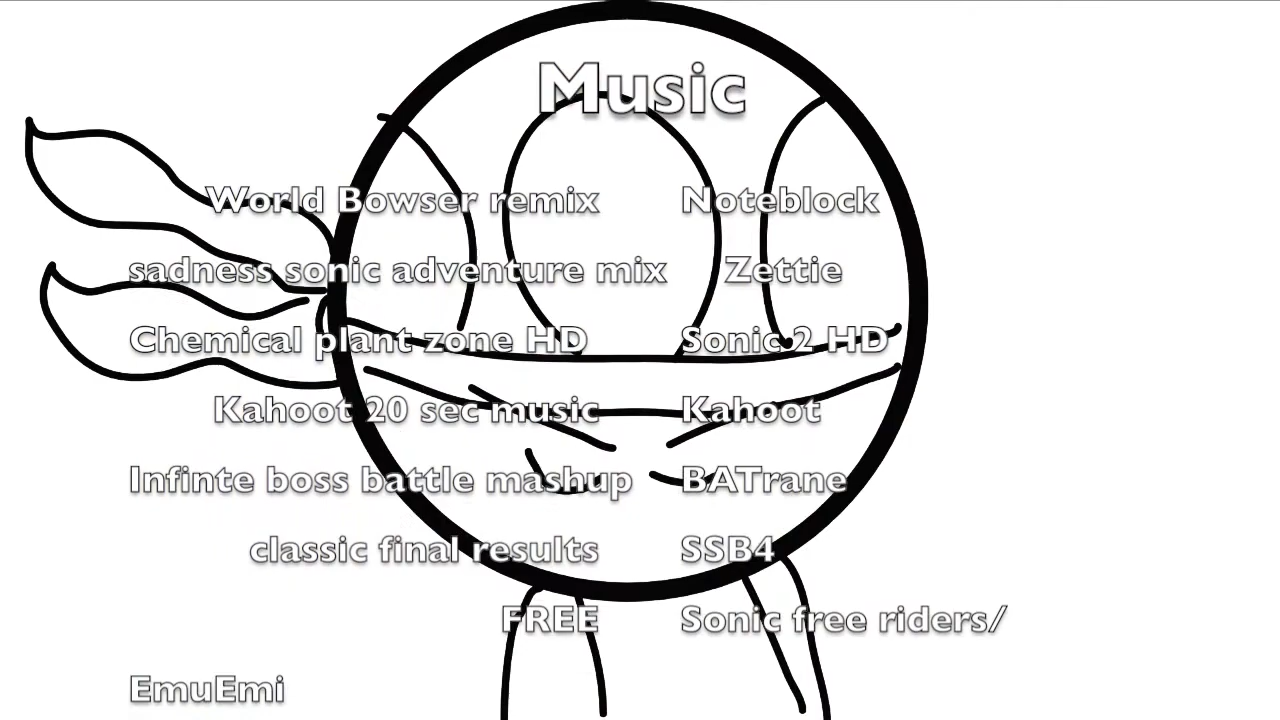 Music
World Bowser remix Noteblock
sadness sonic adventure mix Zettie
Chemical plant zone HD Sonic 2 HD
Kahoot 20 sec music Kahoot
Infinte boss battle mashup BATrane
classic final results SSB4
FREE Sonic free riders/
EmuEmi